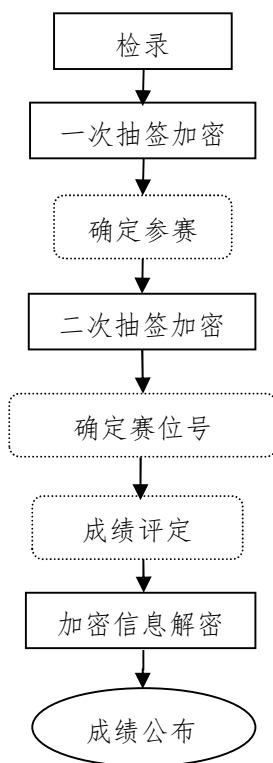 检录
一次抽签加密
确定参赛
二次抽签加密
确定赛位号
成绩评定
加密信息解密
成绩公布